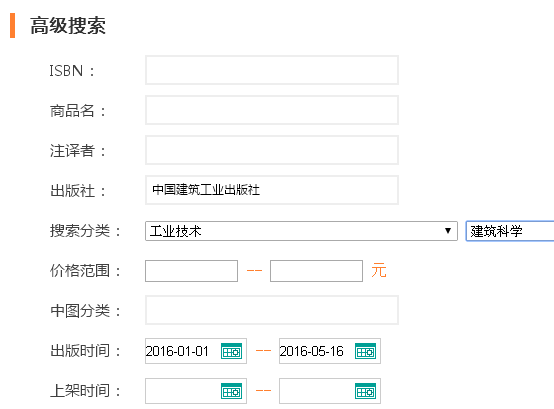 高级搜索
ISBN：
商品名：
注译者：
出版社： 中国建筑工业出版社
搜索分类： 工业技术 建筑科学
价格范围： -- 元
中图分类：
出版时间： 2016-01-01 -- 2016-05-16
上架时间： --